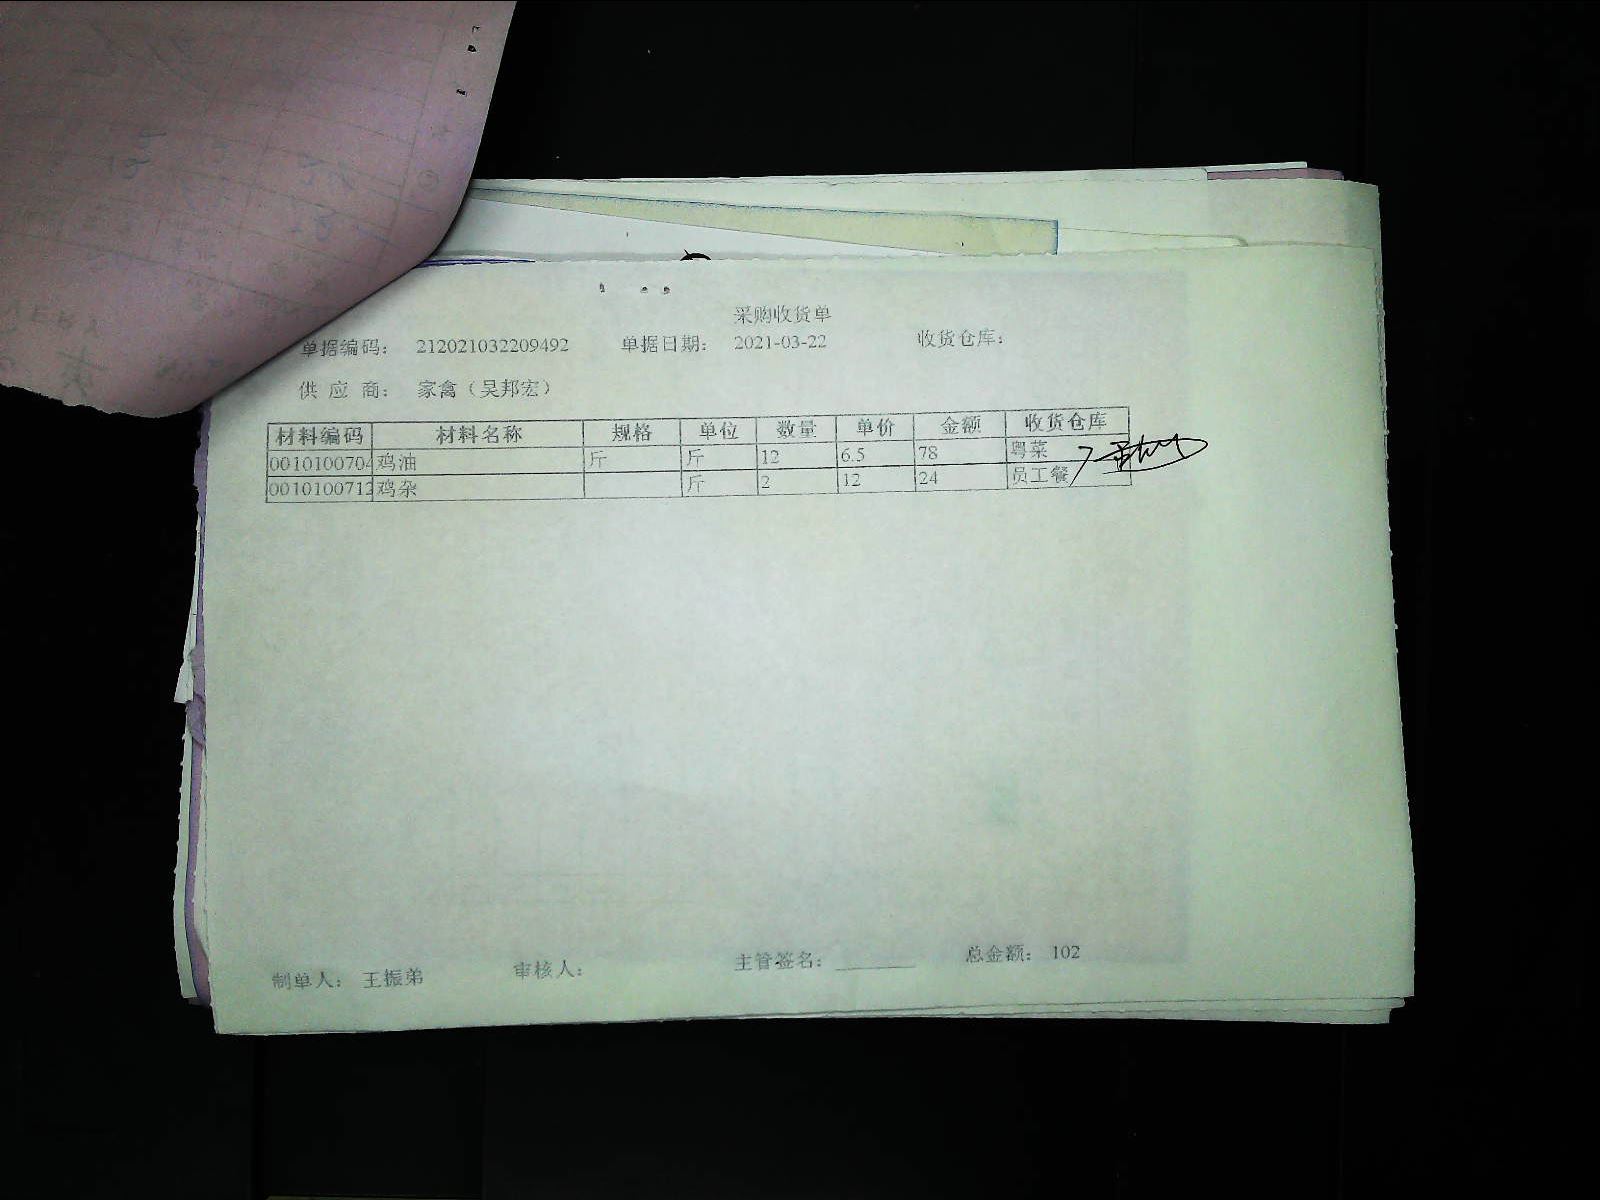 采购收货单
单据编码： 212021032209492 单据日期： 2021-03-22 收货仓库：
供 应 商： 家禽（吴邦宏）
材料编码 材料名称 规格 单位 数量 单价 金额 收货仓库
0010100704 鸡油 斤 斤 12 6.5 78 粤菜
0010100712 鸡杂 斤 2 12 24 员工餐
制单人： 王振弟 审核人： 主管签名： 总金额： 102